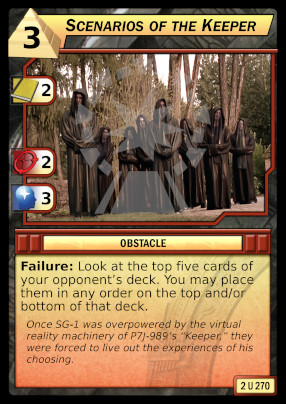 3
SCENARIOS OF THE KEEPER
2
2
3
OBSTACLE
Failure: Look at the top five cards of
your opponent's deck. You may place
them in any order on the top and/or
bottom of that deck.
Once SG-1 was overpowered by the virtual
reality machinery of P7J-989's “Keeper,” they
were forced to live out the experiences of his
choosing.
2 U 270